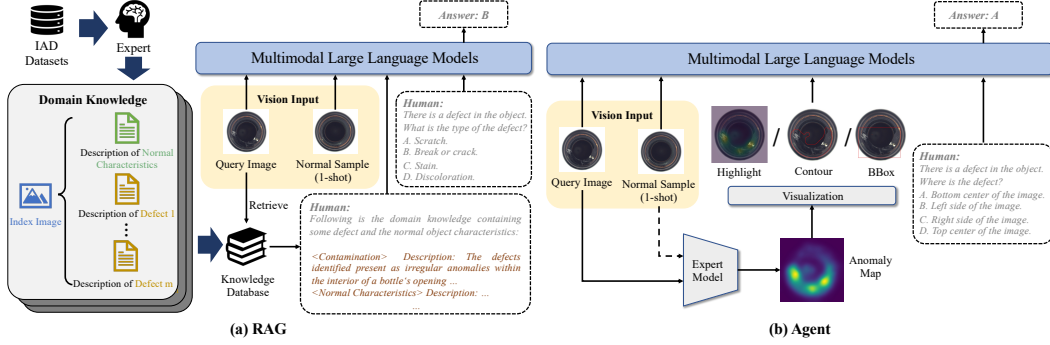 IAD
Datasets
Expert
Domain Knowledge
Index Image
Description of Normal
Characteristics
Description of Defect 1
Description of Defect m
Answer: B
Multimodal Large Language Models
Vision Input
Query Image
Normal Sample
(1-shot)
Human:
There is a defect in the object.
What is the type of the defect?
A. Scratch.
B. Break or crack.
C. Stain.
D. Discoloration.
Retrieve
Knowledge
Database
Human:
Following is the domain knowledge containing
some defect and the normal object characteristics:
<Contamination> Description: The defects
identified present as irregular anomalies within
the interior of a bottle's opening ...
<Normal Characteristics> Description: ...
...
(a) RAG
Answer: A
Multimodal Large Language Models
Vision Input
Query Image
Normal Sample
(1-shot)
Highlight
/
Contour
/
BBox
Visualization
Expert
Model
Anomaly
Map
Human:
There is a defect in the object.
Where is the defect?
A. Bottom center of the image.
B. Left side of the image.
C. Right side of the image.
D. Top center of the image.
(b) Agent